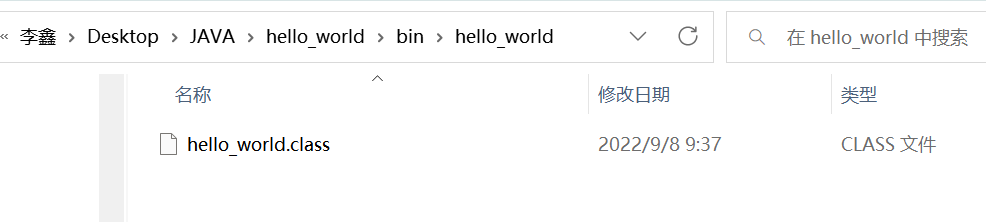 « 李鑫 › Desktop › JAVA › hello_world › bin › hello_world
在 hello_world 中搜索
名称 修改日期 类型
hello_world.class 2022/9/8 9:37 CLASS 文件